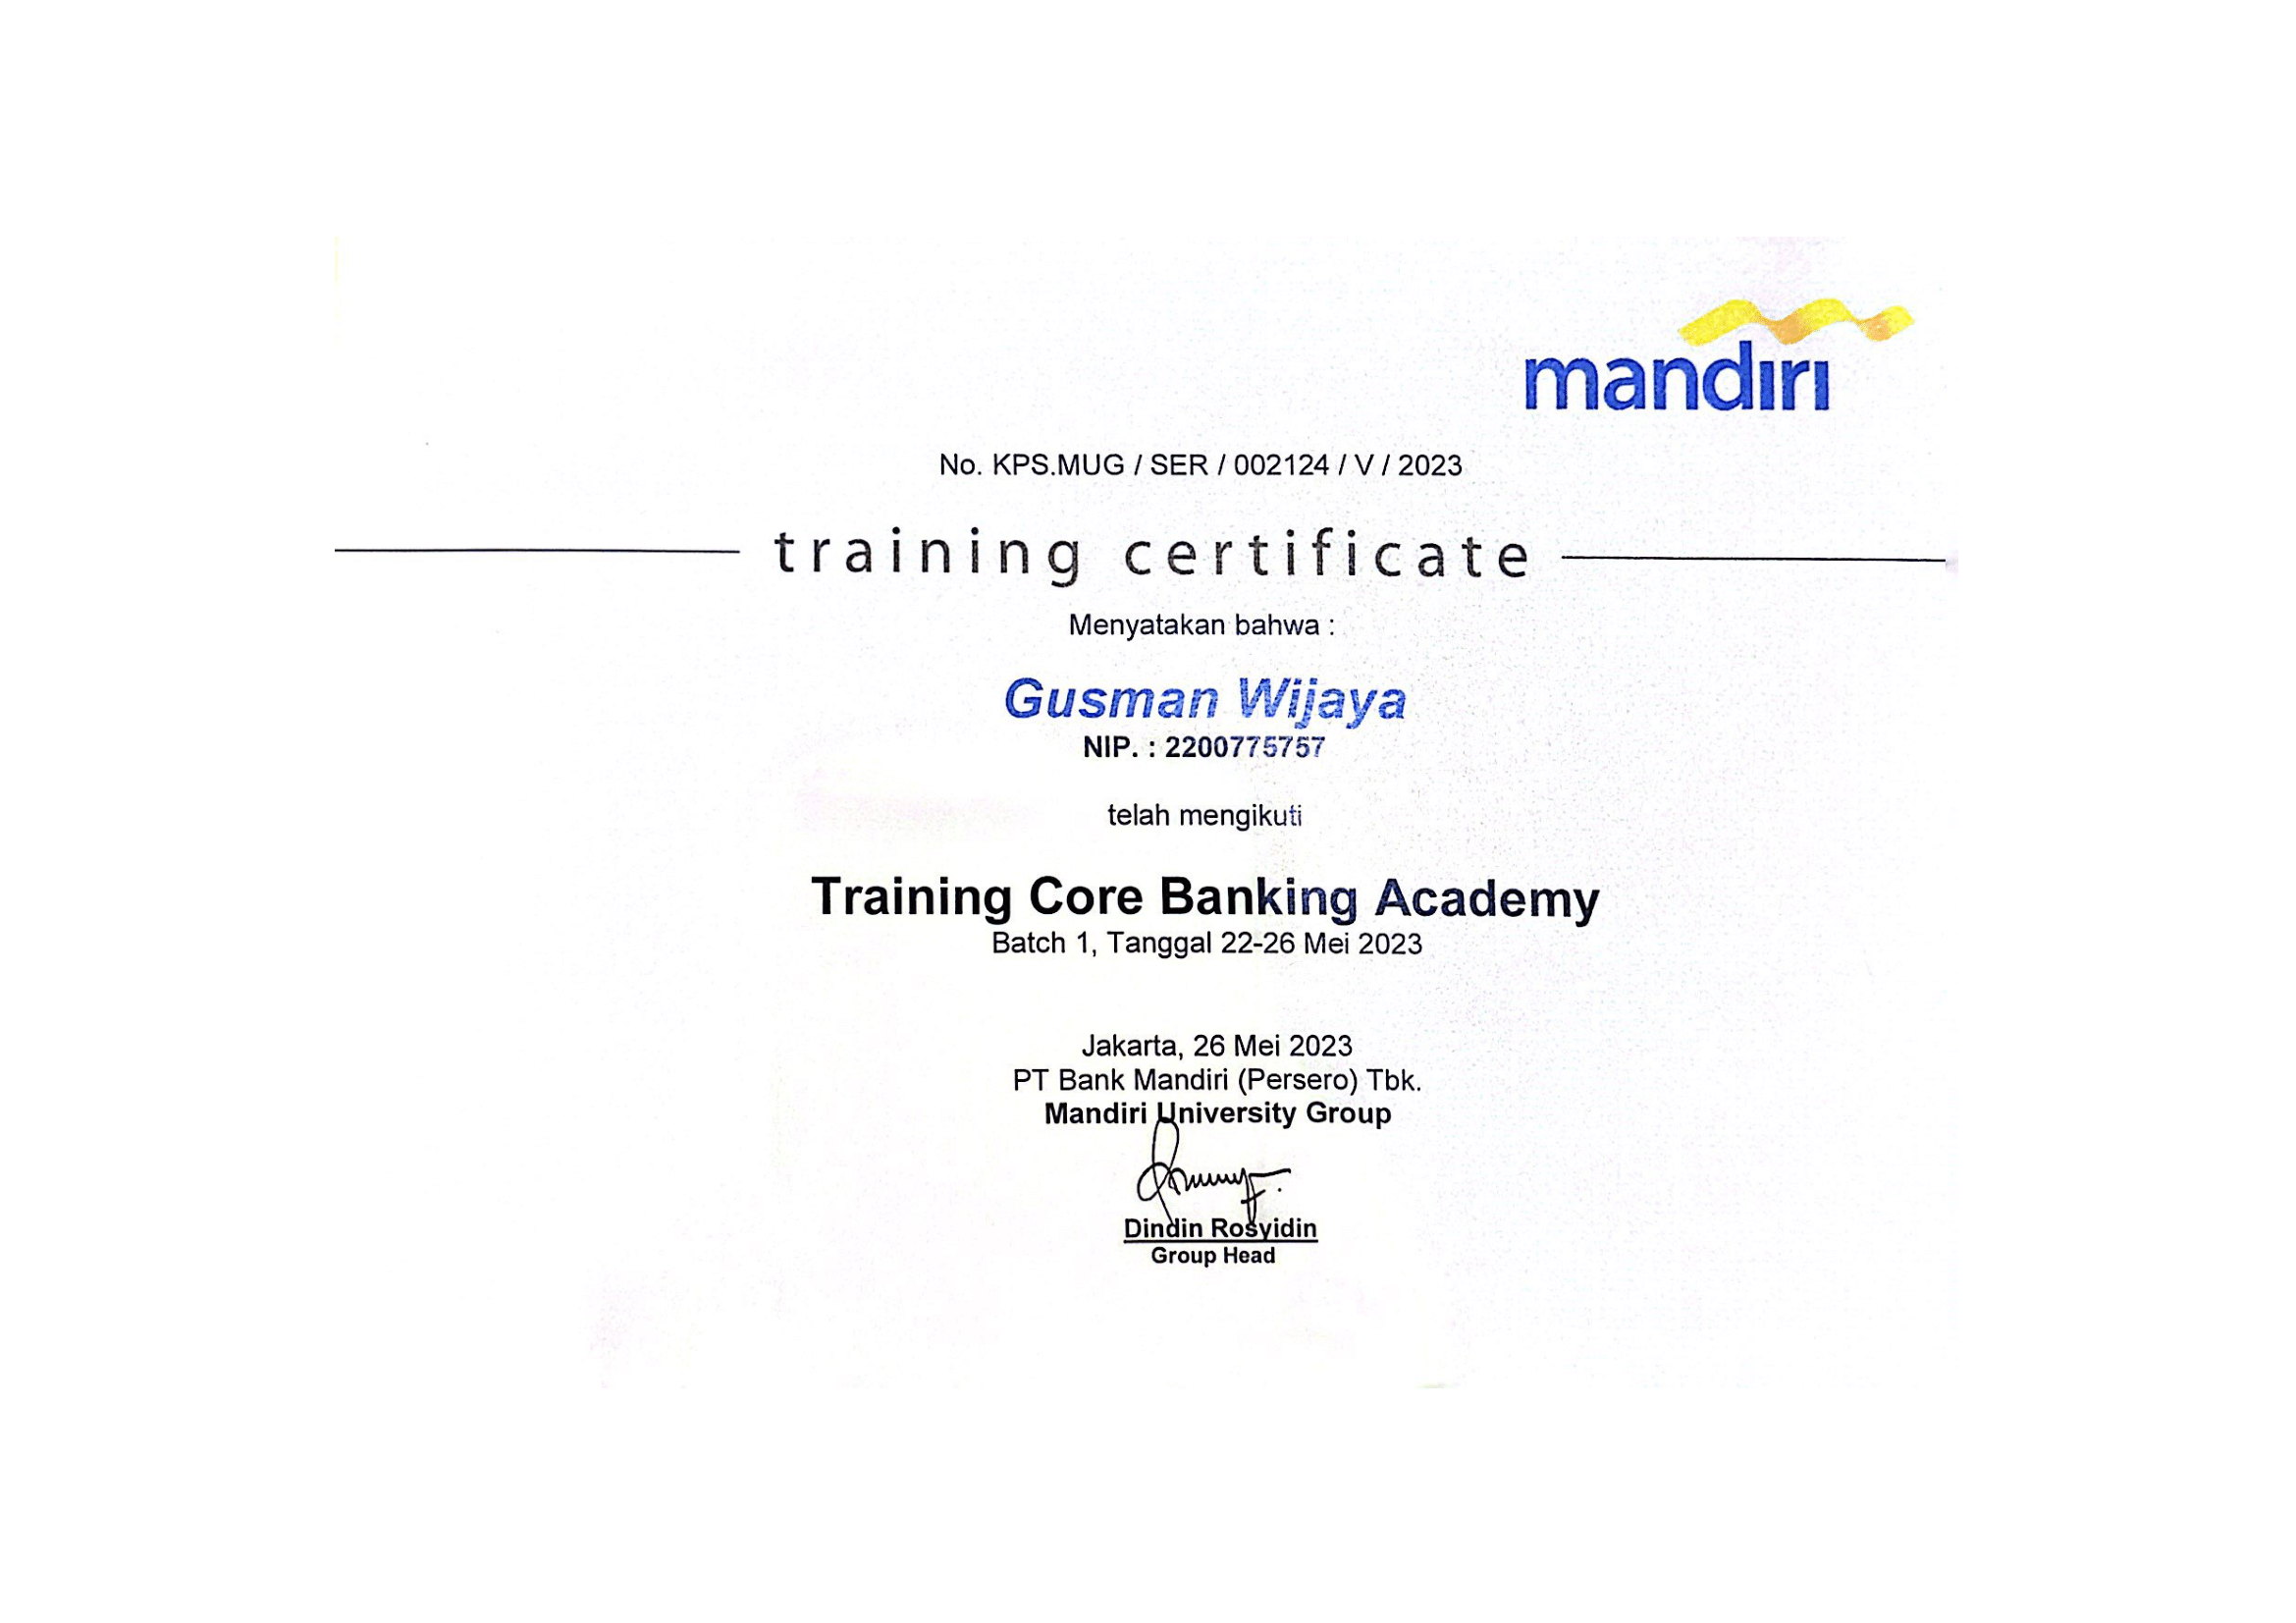 mandiri
No. KPS.MUG / SER / 002124 / V / 2023
training certificate
Menyatakan bahwa :
Gusman Wijaya
NIP. : 2200775757
telah mengikuti
Training Core Banking Academy
Batch 1, Tanggal 22-26 Mei 2023
Jakarta, 26 Mei 2023
PT Bank Mandiri (Persero) Tbk.
Mandiri University Group
Dindin Rosyidin
Group Head